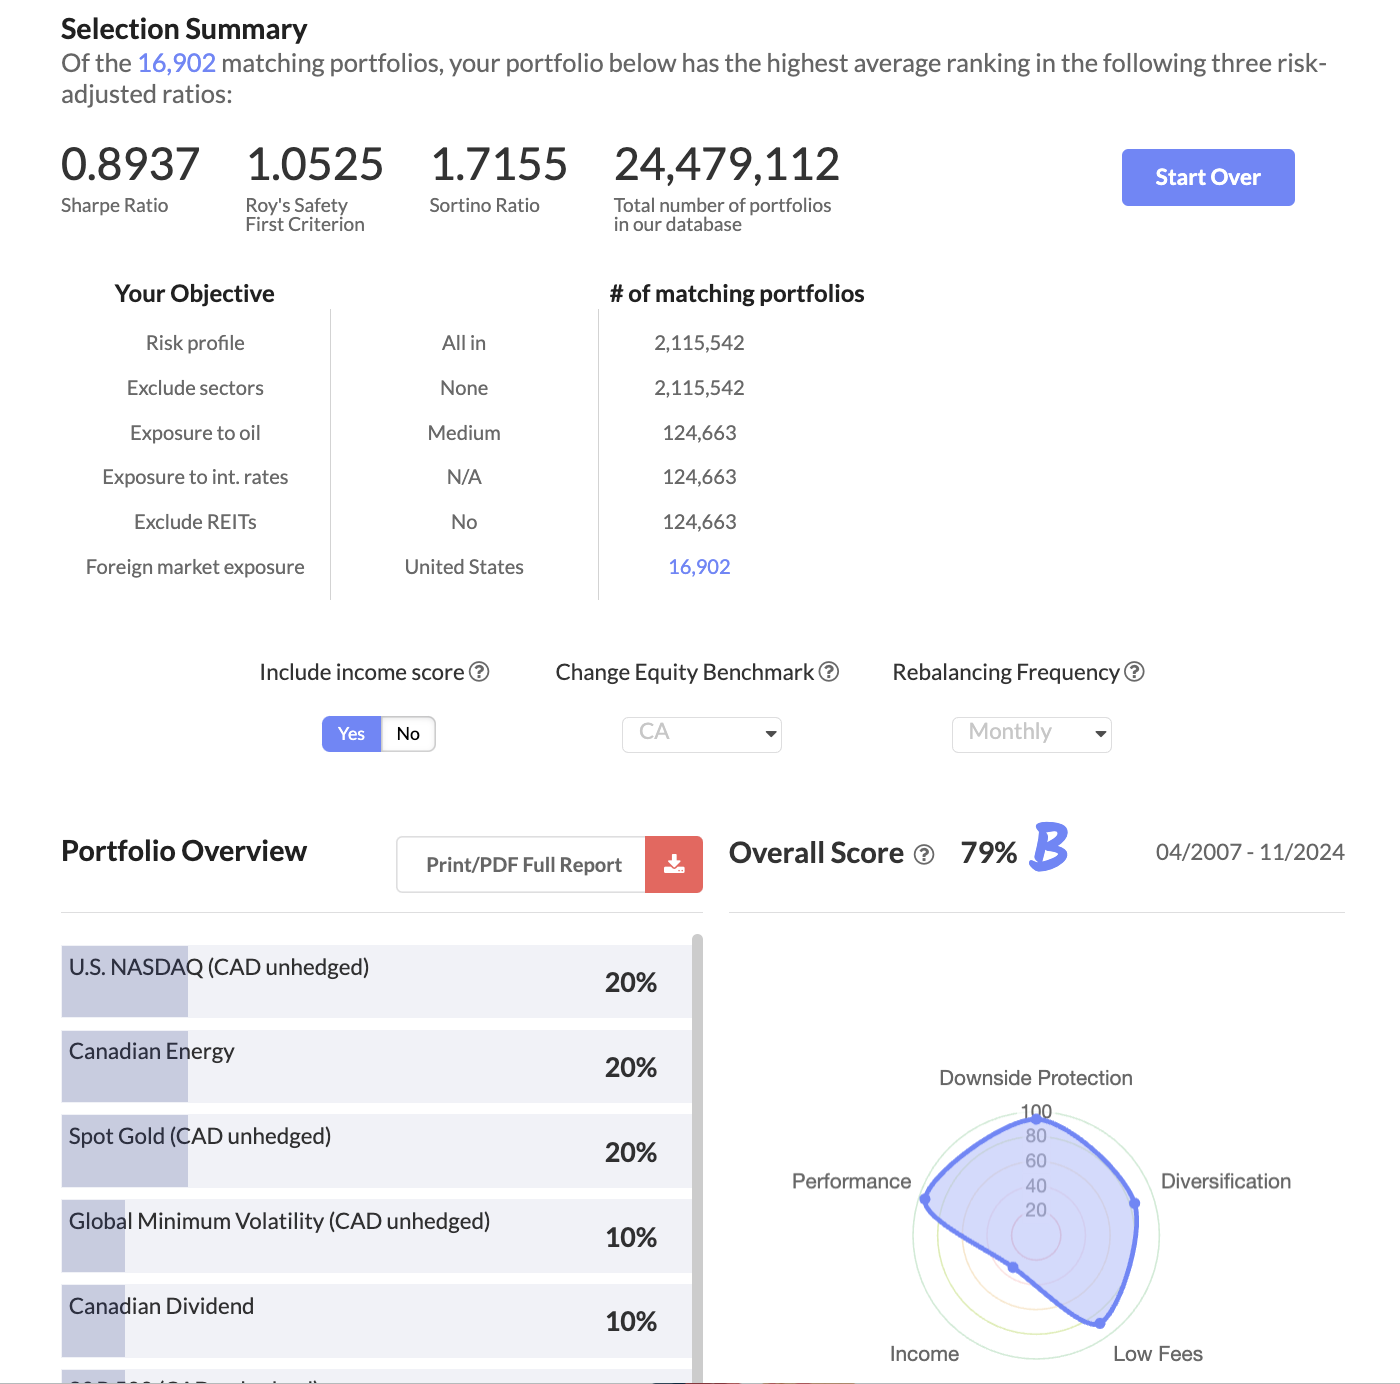 Selection Summary
Of the 16,902 matching portfolios, your portfolio below has the highest average ranking in the following three risk-
adjusted ratios:
0.8937 1.0525 1.7155 24,479,112
Sharpe Ratio Roy's Safety Sortino Ratio Total number of portfolios
First Criterion in our database
Start Over
Your Objective # of matching portfolios
Risk profile All in 2,115,542
Exclude sectors None 2,115,542
Exposure to oil Medium 124,663
Exposure to int. rates N/A 124,663
Exclude REITs No 124,663
Foreign market exposure United States 16,902
Include income score ? Change Equity Benchmark ? Rebalancing Frequency ?
Yes No CA Monthly
Portfolio Overview
Print/PDF Full Report
Overall Score ? 79% B 04/2007 - 11/2024
U.S. NASDAQ (CAD unhedged) 20%
Canadian Energy 20%
Spot Gold (CAD unhedged) 20%
Global Minimum Volatility (CAD unhedged) 10%
Canadian Dividend 10%
Downside Protection
100
80
60
40
20
Performance
Diversification
Income
Low Fees